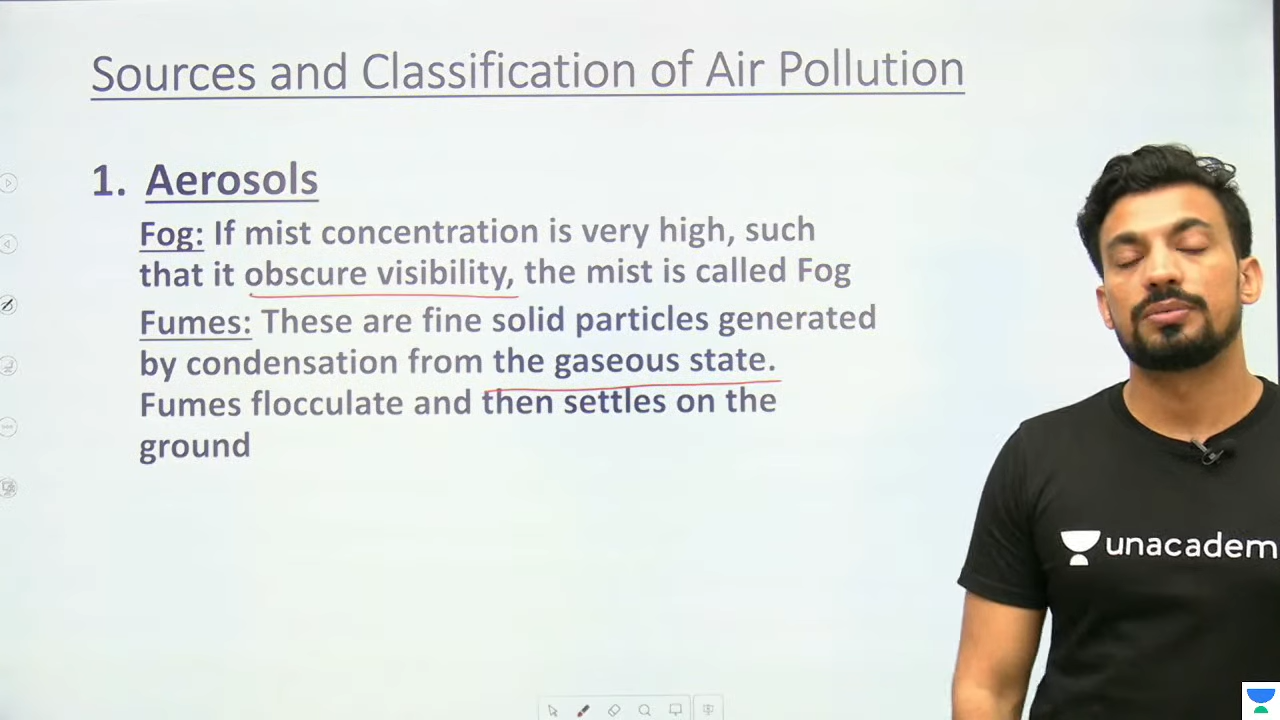 Sources and Classification of Air Pollution
1. Aerosols
Fog: If mist concentration is very high, such
that it obscure visibility, the mist is called Fog
Fumes: These are fine solid particles generated
by condensation from the gaseous state.
Fumes flocculate and then settles on the
ground
unacadem